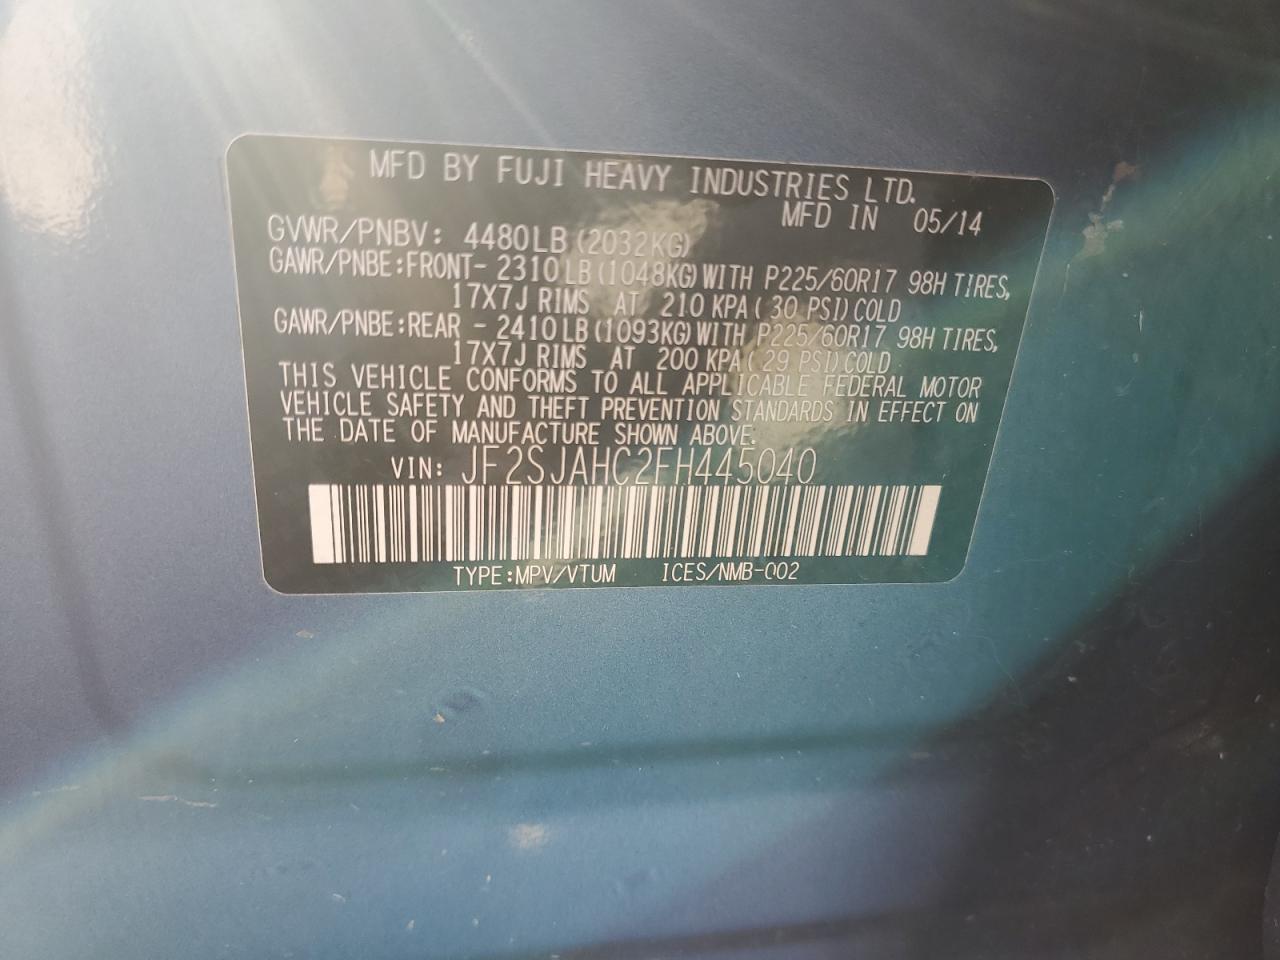 MFD BY FUJI HEAVY INDUSTRIES LTD.
MFD IN 05/14
GVWR/PNBV: 4480LB (2032KG)
GAWR/PNBE:FRONT- 2310LB (1048KG) WITH P225/60R17 98H TIRES,
17X7J RIMS AT 210 KPA ( 30 PSI) COLD
GAWR/PNBE:REAR - 2410LB (1093KG) WITH P225/60R17 98H TIRES,
17X7J RIMS AT 200 KPA ( 29 PSI) COLD
THIS VEHICLE CONFORMS TO ALL APPLICABLE FEDERAL MOTOR
VEHICLE SAFETY AND THEFT PREVENTION STANDARDS IN EFFECT ON
THE DATE OF MANUFACTURE SHOWN ABOVE.
VIN: JF2SJAHC2FH445040
TYPE:MPV/VTUM ICES/NMB-002